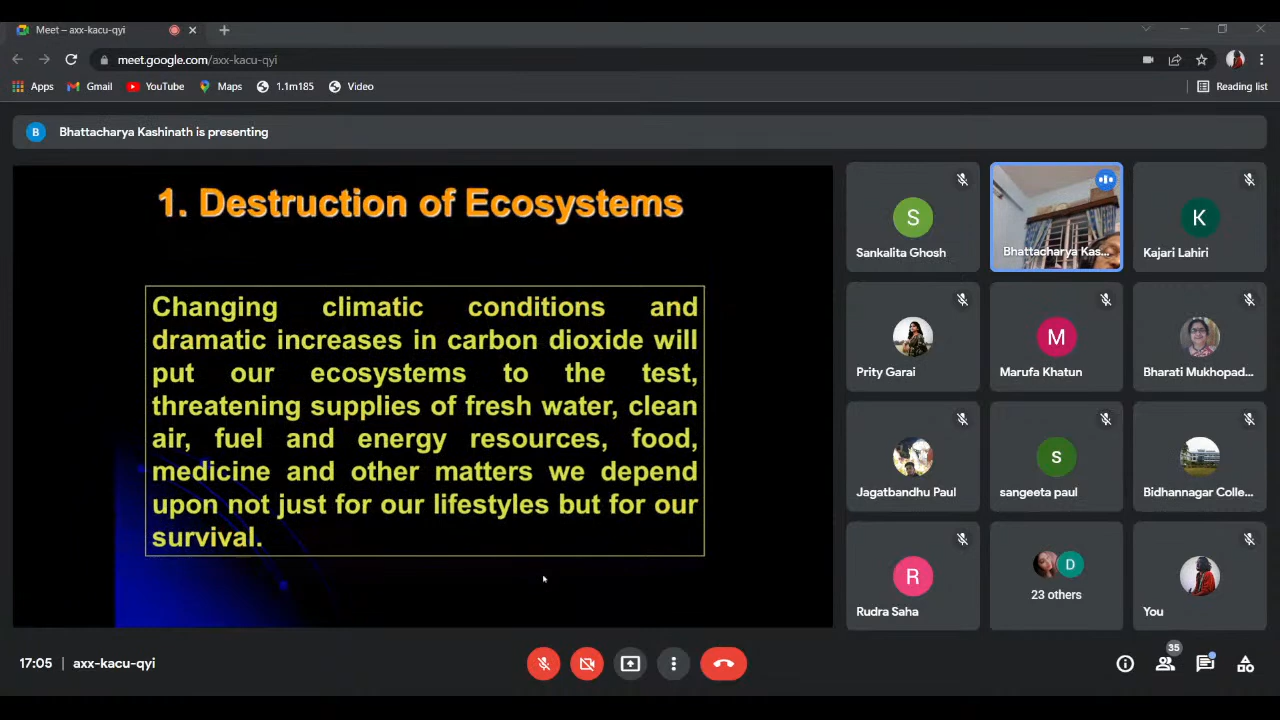 Meet – axx-kacu-qyi
meet.google.com/axx-kacu-qyi
Apps Gmail YouTube Maps 1.1m185 Video Reading list
B Bhattacharya Kashinath is presenting
1. Destruction of Ecosystems
Changing climatic conditions and
dramatic increases in carbon dioxide will
put our ecosystems to the test,
threatening supplies of fresh water, clean
air, fuel and energy resources, food,
medicine and other matters we depend
upon not just for our lifestyles but for our
survival.
S
Sankalita Ghosh
Bhattacharya Kas...
K
Kajari Lahiri
Prity Garai
M
Marufa Khatun
Bharati Mukhopad...
Jagatbandhu Paul
s
sangeeta paul
Bidhannagar Colle...
R
Rudra Saha
D
23 others
You
17:05 | axx-kacu-qyi
35